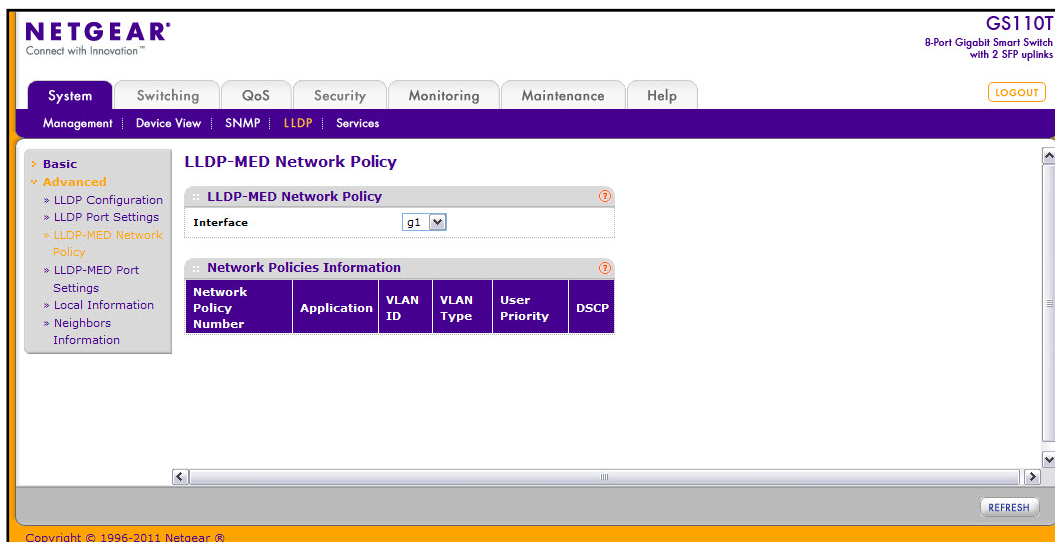 NETGEAR®
Connect with Innovation™
GS110T
8-Port Gigabit Smart Switch
with 2 SFP uplinks
System Switching QoS Security Monitoring Maintenance Help
LOGOUT
Management Device View SNMP LLDP Services
Basic
Advanced
» LLDP Configuration
» LLDP Port Settings
» LLDP-MED Network
Policy
» LLDP-MED Port
Settings
» Local Information
» Neighbors
Information
LLDP-MED Network Policy
:: LLDP-MED Network Policy ?
Interface g1
:: Network Policies Information ?
Network
Policy
Number
Application
VLAN
ID
VLAN
Type
User
Priority
DSCP
REFRESH
Copyright © 1996-2011 Netgear ®